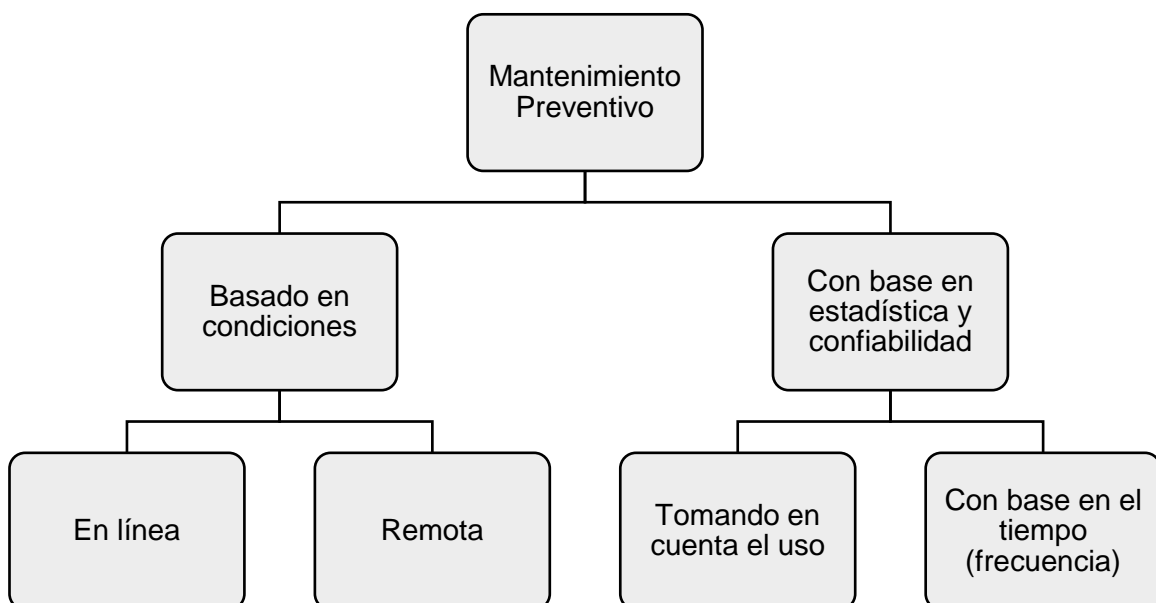 Mantenimiento
Preventivo
Basado en
condiciones
Con base en
estadística y
confiabilidad
En línea
Remota
Tomando en
cuenta el uso
Con base en el
tiempo
(frecuencia)